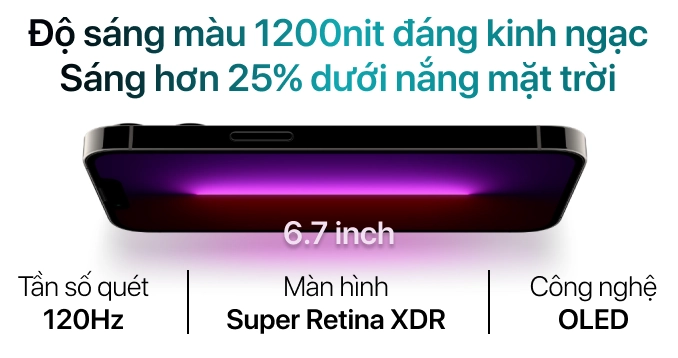 Độ sáng màu 1200nit đáng kinh ngạc
Sáng hơn 25% dưới nắng mặt trời
6.7 inch
Tần số quét
120Hz
Màn hình
Super Retina XDR
Công nghệ
OLED